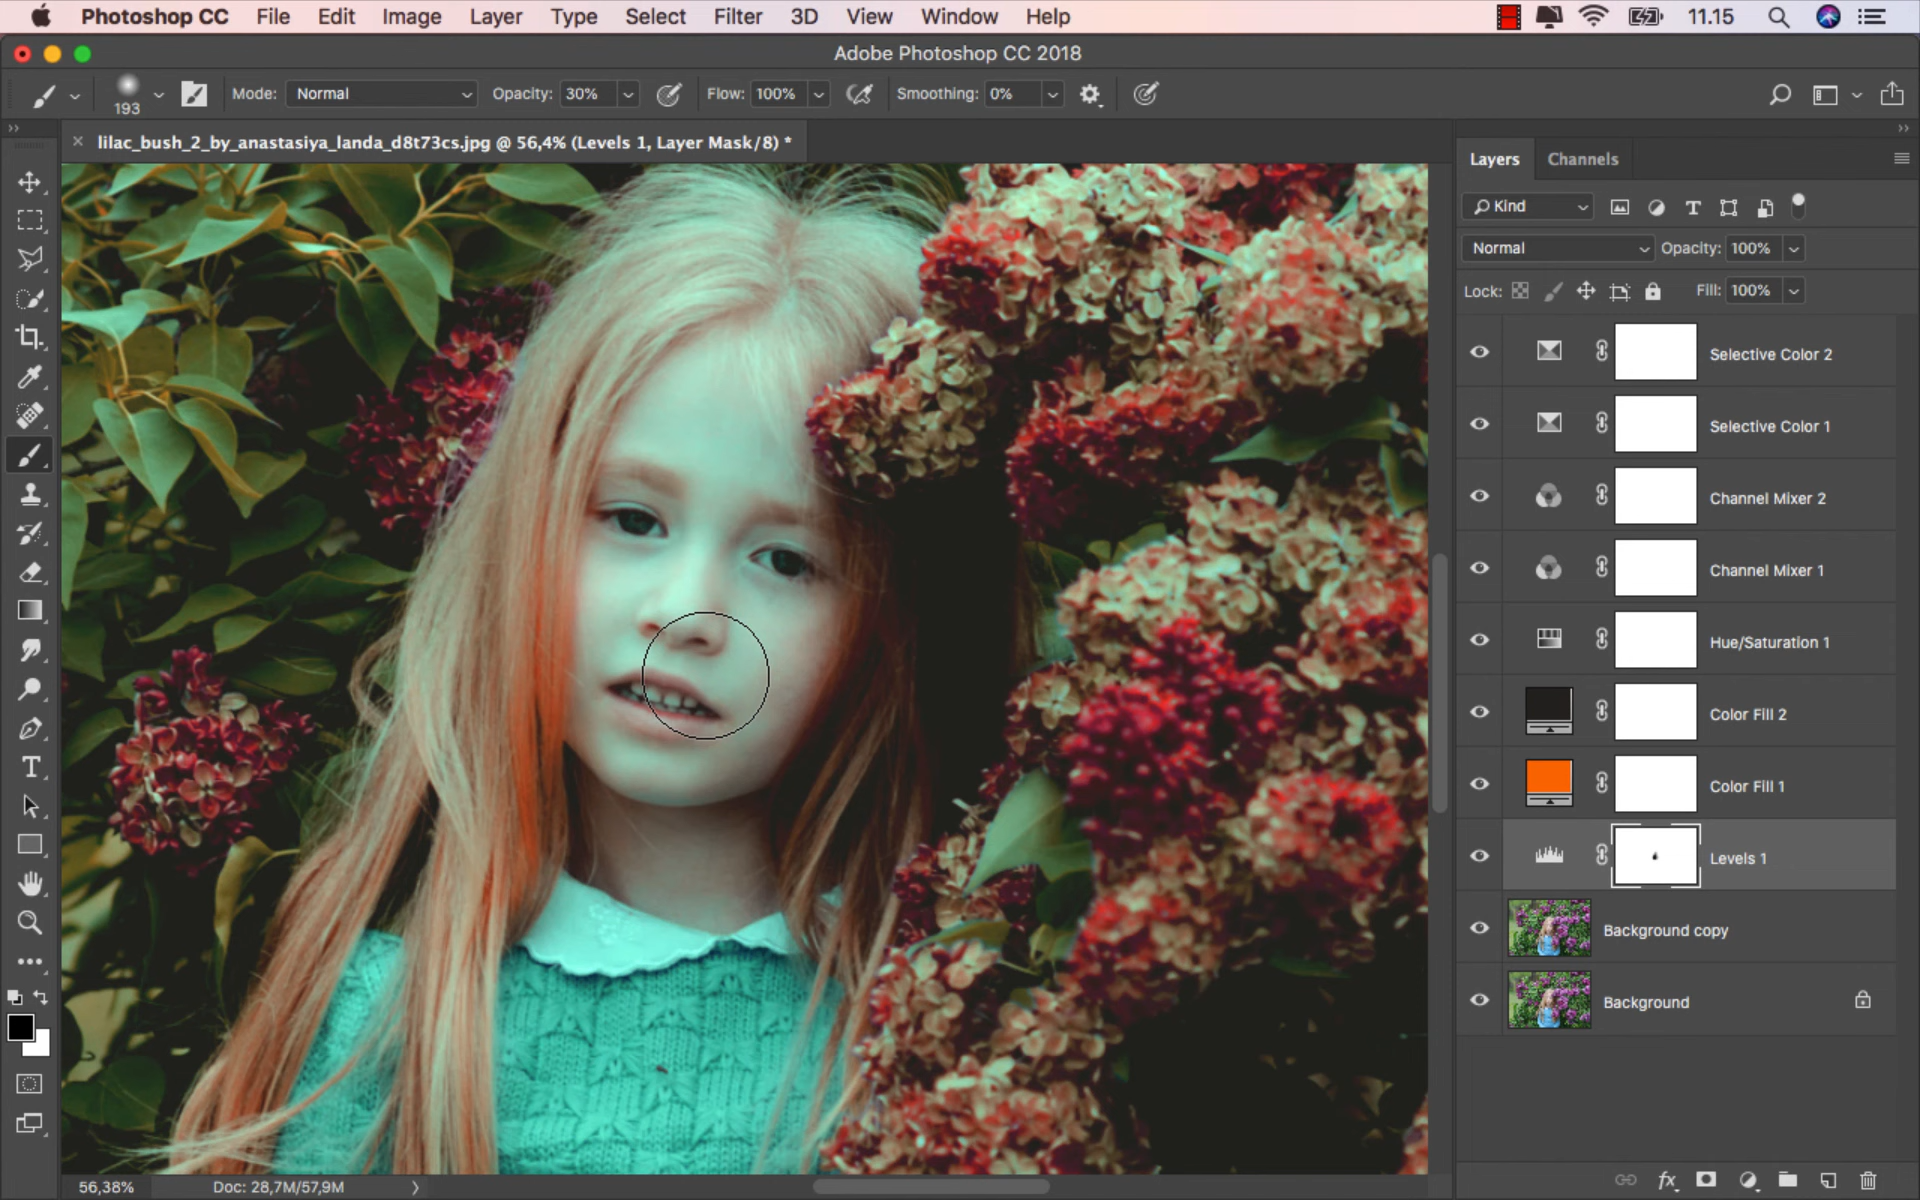 Photoshop CC File Edit Image Layer Type Select Filter 3D View Window Help 11.15
Adobe Photoshop CC 2018
193 Mode: Normal Opacity: 30% Flow: 100% Smoothing: 0%
lilac_bush_2_by_anastasiya_landa_d8t73cs.jpg @ 56,4% (Levels 1, Layer Mask/8) *
Layers Channels
Kind
Normal Opacity: 100%
Lock: Fill: 100%
Selective Color 2
Selective Color 1
Channel Mixer 2
Channel Mixer 1
Hue/Saturation 1
Color Fill 2
Color Fill 1
Levels 1
Background copy
Background
56,38% Doc: 28,7M/57,9M